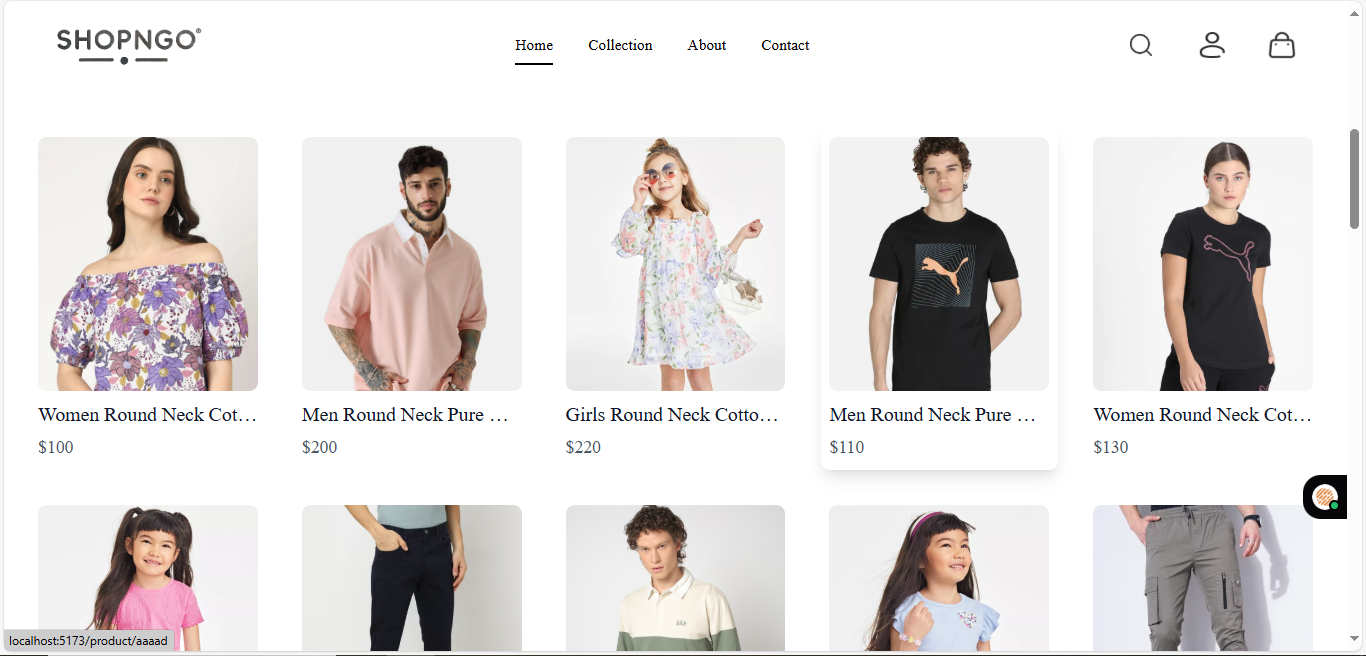 SHOPNGO®
Home
Collection
About
Contact
Women Round Neck Cot…
Men Round Neck Pure …
Girls Round Neck Cotto…
Men Round Neck Pure …
Women Round Neck Cot…
$100
$200
$220
$110
$130
localhost:5173/product/aaaad